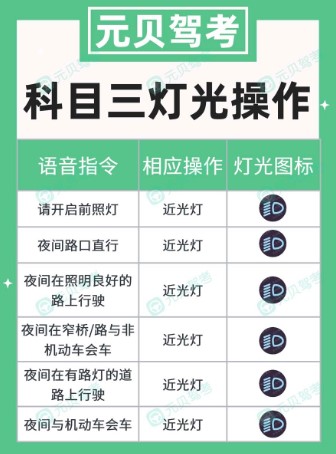 元贝驾考
科目三灯光操作
语音指令 相应操作 灯光图标
请开启前照灯 近光灯
夜间路口直行 近光灯
夜间在照明良好的
路上行驶 近光灯
夜间在窄桥/路与非
机动车会车 近光灯
夜间在有路灯的道
路上行驶 近光灯
夜间与机动车会车 近光灯